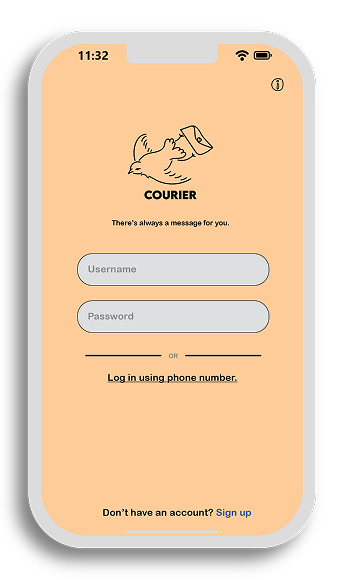 11:32
COURIER
There's always a message for you.
Username
Password
OR
Log in using phone number.
Don't have an account? Sign up